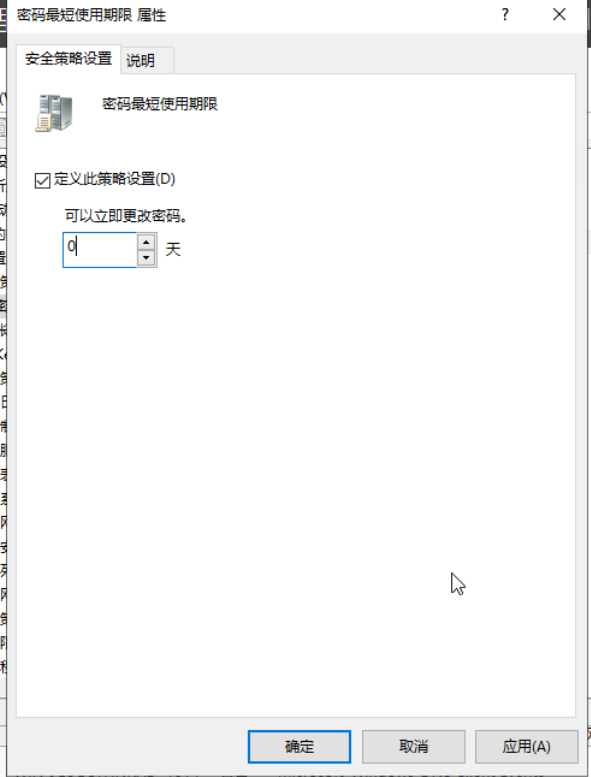 密码最短使用期限 属性
?
安全策略设置
说明
密码最短使用期限
定义此策略设置(D)
可以立即更改密码。
0
天
确定
取消
应用(A)